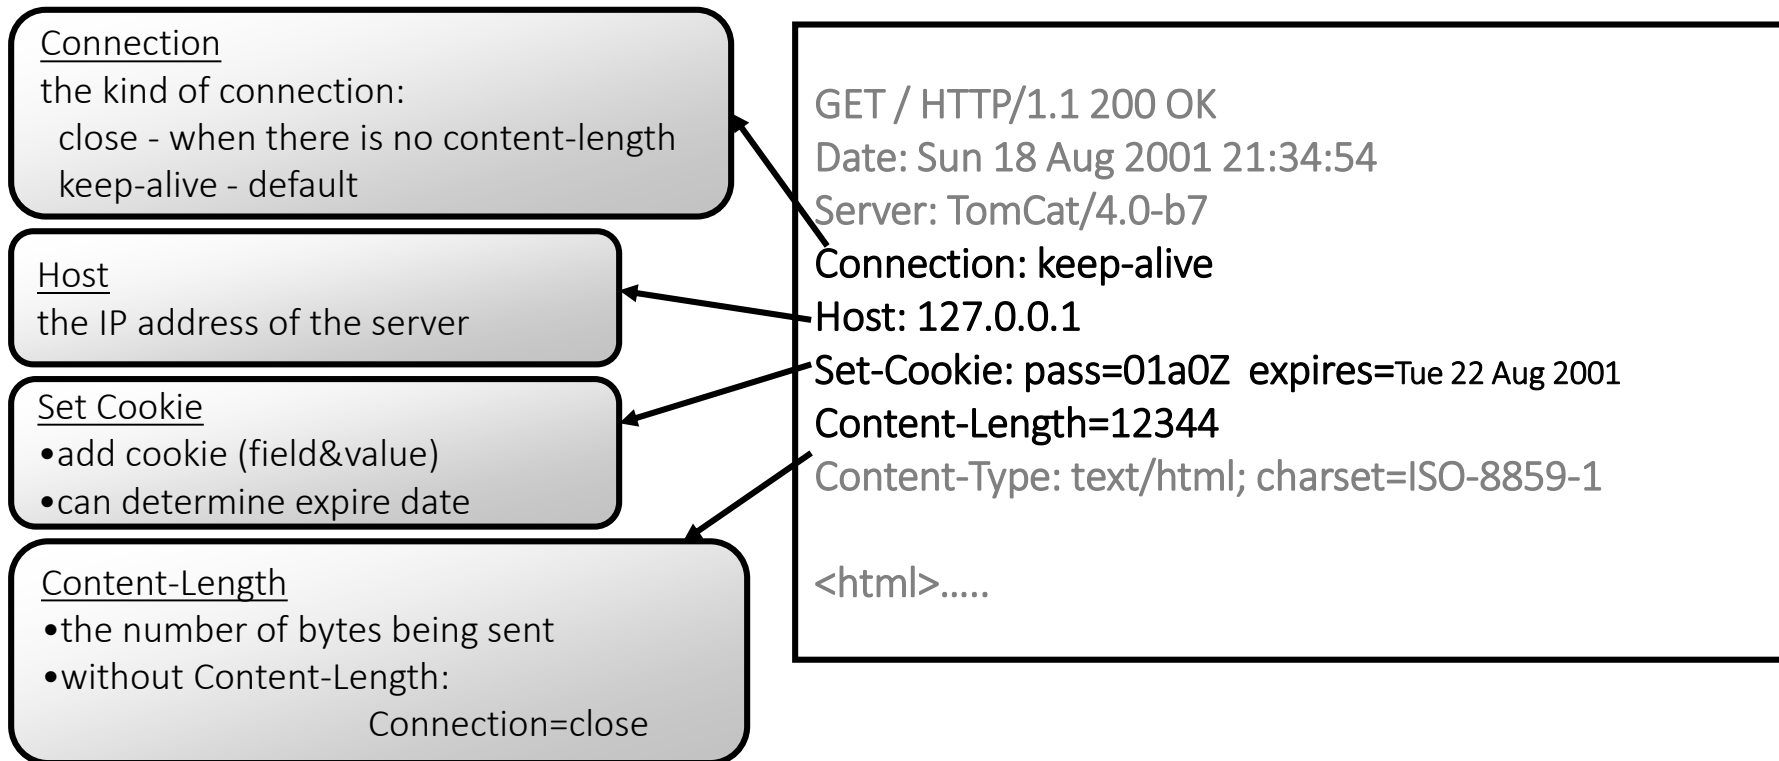 Connection
the kind of connection:
close - when there is no content-length
keep-alive - default
Host
the IP address of the server
Set Cookie
•add cookie (field&value)
•can determine expire date
Content-Length
•the number of bytes being sent
•without Content-Length:
Connection=close
GET / HTTP/1.1 200 OK
Date: Sun 18 Aug 2001 21:34:54
Server: TomCat/4.0-b7
Connection: keep-alive
Host: 127.0.0.1
Set-Cookie: pass=01a0Z  expires=Tue 22 Aug 2001
Content-Length=12344
Content-Type: text/html; charset=ISO-8859-1
<html>.....